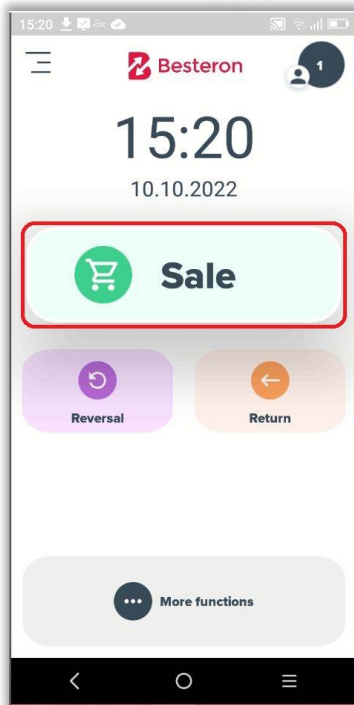 15:20
Besteron
1
15:20
10.10.2022
Sale
Reversal
Return
More functions